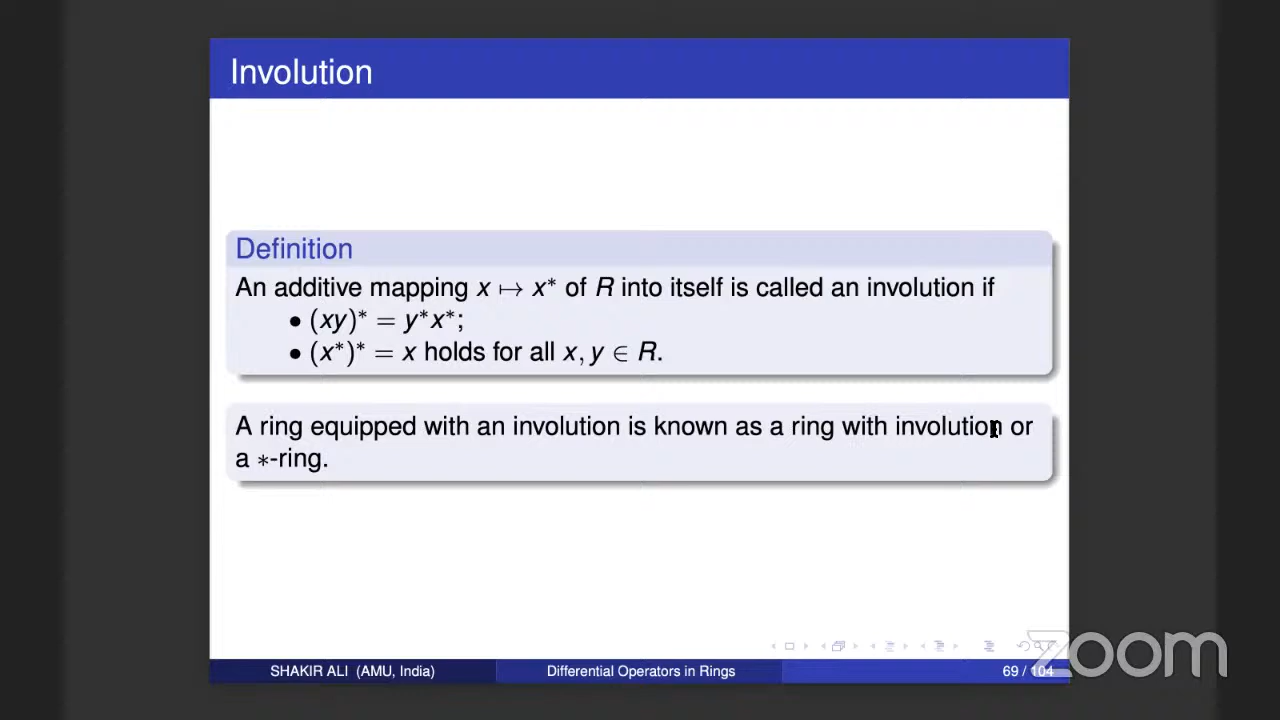 Involution
Definition
An additive mapping x ↦ x* of R into itself is called an involution if
• (xy)* = y*x*;
• (x*)* = x holds for all x, y ∈ R.
A ring equipped with an involution is known as a ring with involution or
a ∗-ring.
SHAKIR ALI (AMU, India) Differential Operators in Rings 69 / 104
zoom